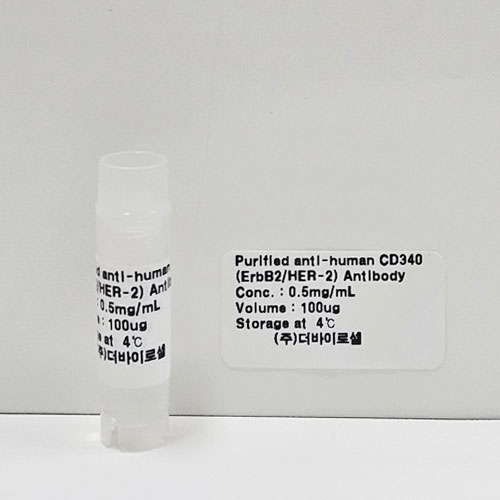 d anti-human
/HER-2) Antib
: 0.5mg/mL
: 100ug
at 4℃
주)더바이로셀
Purified anti-human CD340
(ErbB2/HER-2) Antibody
Conc. : 0.5mg/mL
Volume : 100ug
Storage at 4℃
(주)더바이로셀